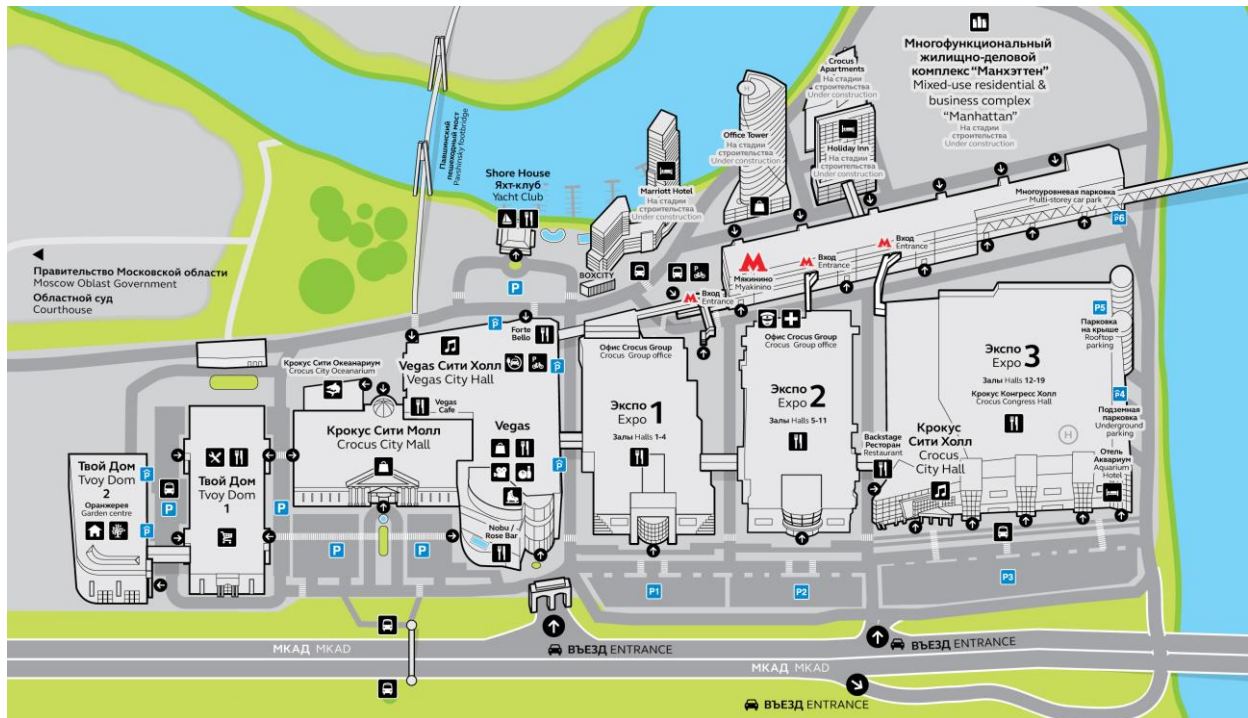 Многофункциональный
жилищно-деловой
комплекс "Манхэттен"
Mixed-use residential &
business complex
"Manhattan"
На стадии
строительства
Under construction
Crocus
Apartments
На стадии
строительства
Under construction
H
Office Tower
На стадии
строительства
Under construction
Holiday inn
На стадии
строительства
Under construction
Павшинский
пешеходный мост
Pavshinsky footbridge
Shore House
Яхт-клуб
Yacht Club
Marriott Hotel
На стадии
строительства
Under construction
Многоуровневая парковка
Multi-storey car park
P6
Правительство Московской области
Moscow Oblast Government
Областной суд
Courthouse
P
BOXCITY
P
М
Мякинино
Myakinino
М
Вход
Entrance
М
Вход
Entrance
М
Вход
Entrance
P5
Парковка
на крыше
Rooftop
parking
P4
Подземная
парковка
Underground
parking
Отель
Аквариум
Aquarium
Hotel
P
Forte
Bello
P
P
Vegas Сити Холл
Vegas City Hall
Крокус Сити Океанариум
Crocus City Oceanarium
Vegas
Cafe
Крокус Сити Молл
Crocus City Mall
Vegas
P
Nobu /
Rose Bar
Офис Crocus Group
Crocus Group office
Экспо
Expo
1
Залы Halls 1-4
Офис Crocus Group
Crocus Group office
Экспо
Expo
2
Залы Halls 5-11
Экспо
Expo
3
Залы Halls 12-19
Крокус Конгресс Холл
Crocus Congress Hall
H
Backstage
Ресторан
Restaurant
Крокус
Сити Холл
Crocus
City Hall
Твой Дом
Tvoy Dom
2
Оранжерея
Garden centre
P
P
P
Твой Дом
Tvoy Dom
1
P
P
P
P1
P2
P3
МКАД MKAD
ВЪЕЗД ENTRANCE
ВЪЕЗД ENTRANCE
МКАД MKAD
ВЪЕЗД ENTRANCE